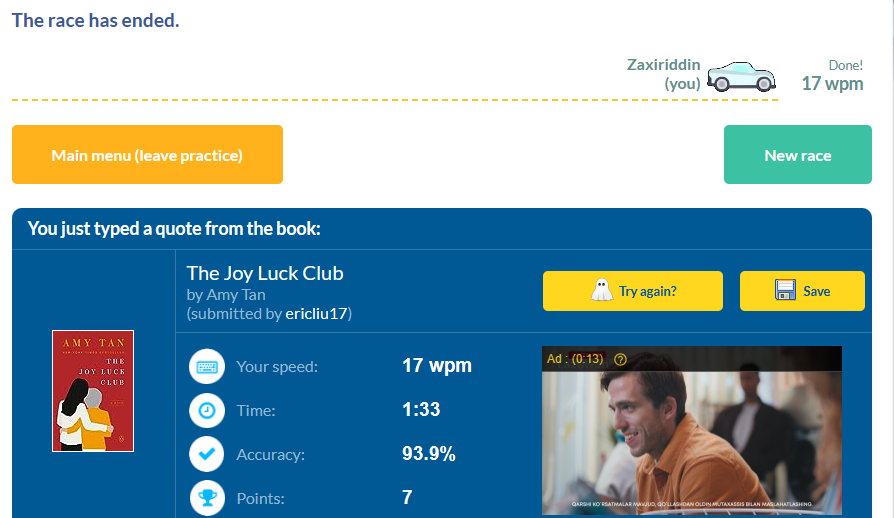 The race has ended.
Zaxiriddin
(you)
Done!
17 wpm
Main menu (leave practice)
New race
You just typed a quote from the book:
The Joy Luck Club
by Amy Tan
(submitted by ericliu17)
Try again?
Save
AMY TAN
THE
JOY LUCK
CLUB
Your speed: 17 wpm
Time: 1:33
Accuracy: 93.9%
Points: 7
Ad : (0:13) ?
QARSHI KO'RSATMALAR MAVJUD, QO'LLASHDAN OLDIN MUTAXASSIS BILAN MASLAHATLASHING.